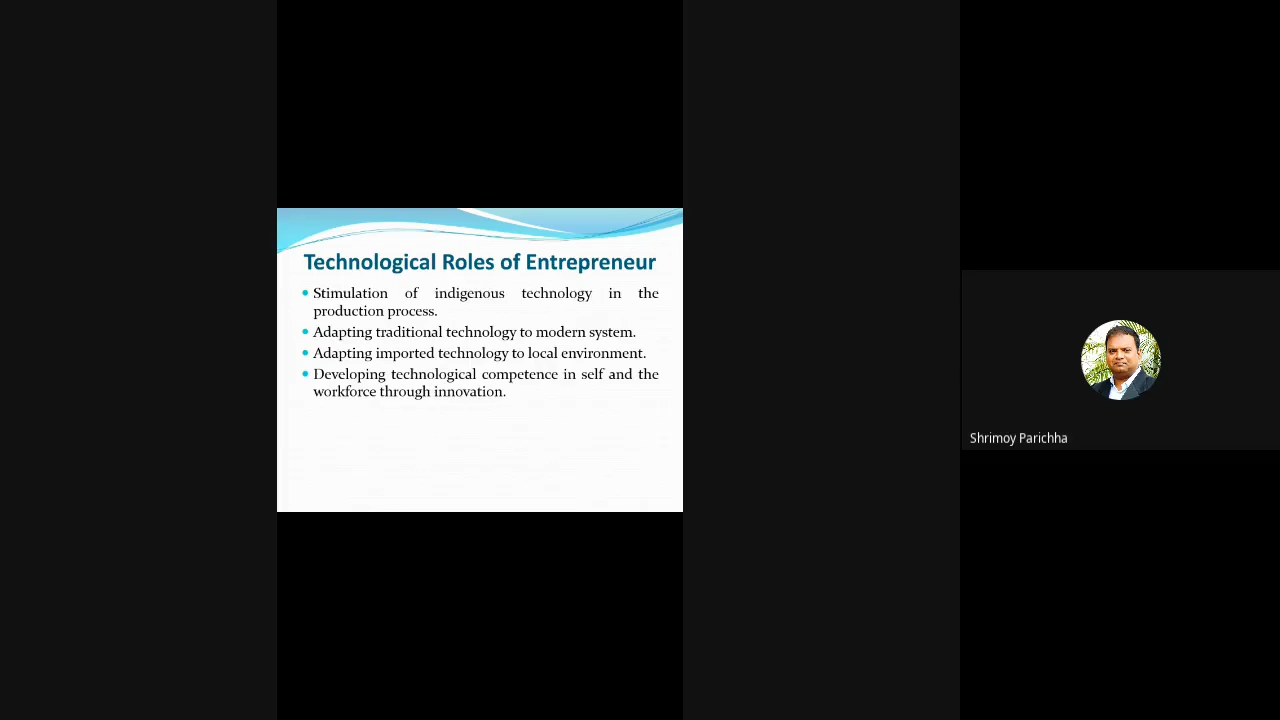 Technological Roles of Entrepreneur
• Stimulation of indigenous technology in the
production process.
• Adapting traditional technology to modern system.
• Adapting imported technology to local environment.
• Developing technological competence in self and the
workforce through innovation.
Shrimoy Parichha